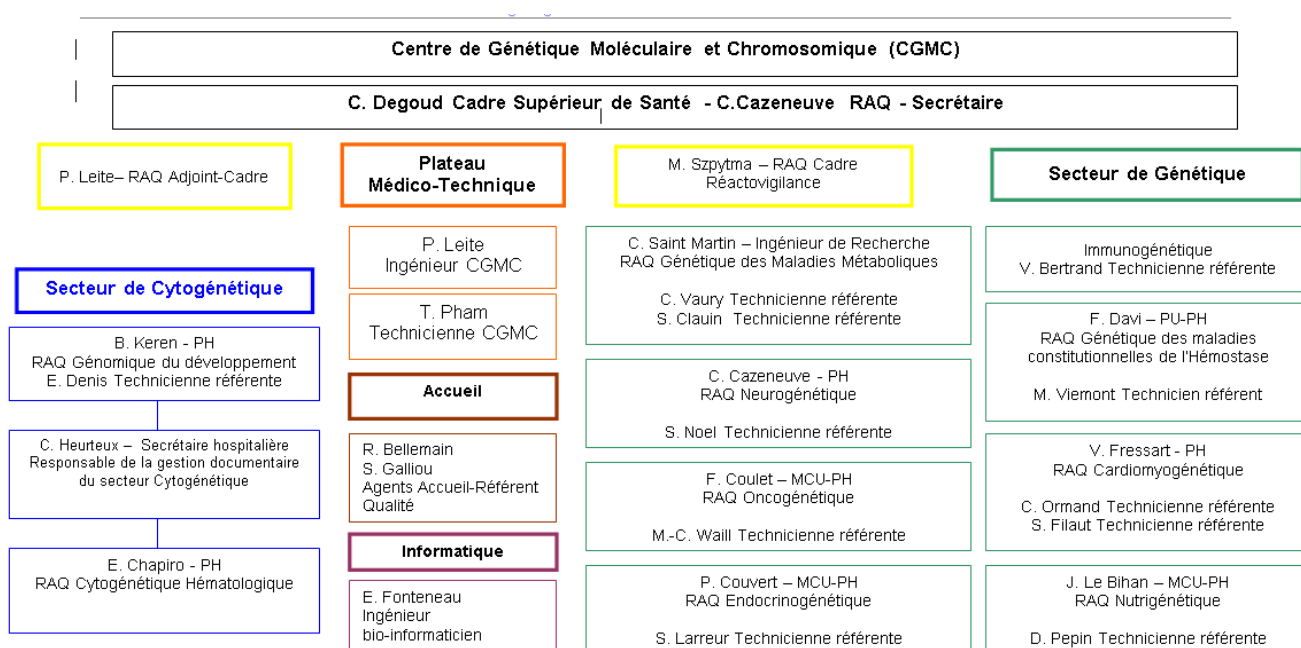 Centre de Génétique Moléculaire et Chromosomique (CGMC)
C. Degoud Cadre Supérieur de Santé - C.Cazeneuve RAQ - Secrétaire
P. Leite– RAQ Adjoint-Cadre
Plateau
Médico-Technique
M. Szpytma – RAQ Cadre
Réactovigilance
Secteur de Génétique
Secteur de Cytogénétique
B. Keren - PH
RAQ Génomique du développement
E. Denis Technicienne référente
C. Heurteux – Secrétaire hospitalière
Responsable de la gestion documentaire
du secteur Cytogénétique
E. Chapiro - PH
RAQ Cytogénétique Hématologique
P. Leite
Ingénieur CGMC
T. Pham
Technicienne CGMC
Accueil
R. Bellemain
S. Galliou
Agents Accueil-Référent
Qualité
Informatique
E. Fonteneau
Ingénieur
bio-informaticien
C. Saint Martin – Ingénieur de Recherche
RAQ Génétique des Maladies Métaboliques
C. Vaury Technicienne référente
S. Clauin Technicienne référente
C. Cazeneuve - PH
RAQ Neurogénétique
S. Noel Technicienne référente
F. Coulet – MCU-PH
RAQ Oncogénétique
M.-C. Waill Technicienne référente
P. Couvert – MCU-PH
RAQ Endocrinogénétique
S. Larreur Technicienne référente
Immunogénétique
V. Bertrand Technicienne référente
F. Davi – PU-PH
RAQ Génétique des maladies
constitutionnelles de l'Hémostase
M. Viemont Technicien référent
V. Fressart - PH
RAQ Cardiomyogénétique
C. Ormand Technicienne référente
S. Filaut Technicienne référente
J. Le Bihan – MCU-PH
RAQ Nutrigénétique
D. Pepin Technicienne référente